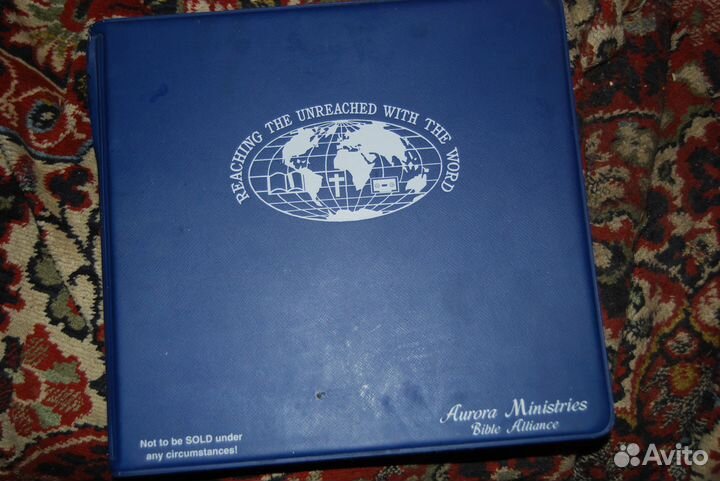 REACHING THE UNREACHED WITH THE WORD
Not to be SOLD under
any circumstances!
Aurora Ministries
Bible Alliance
Avito